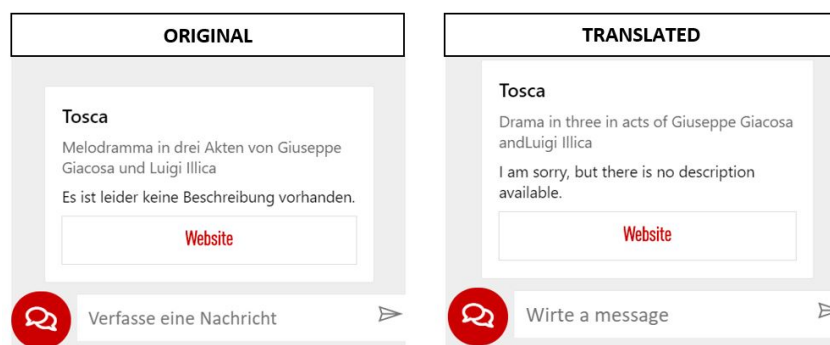 ORIGINAL
Tosca
Melodramma in drei Akten von Giuseppe
Giacosa und Luigi Illica
Es ist leider keine Beschreibung vorhanden.
Website
Verfasse eine Nachricht
TRANSLATED
Tosca
Drama in three in acts of Giuseppe Giacosa
andLuigi Illica
I am sorry, but there is no description
available.
Website
Wirte a message